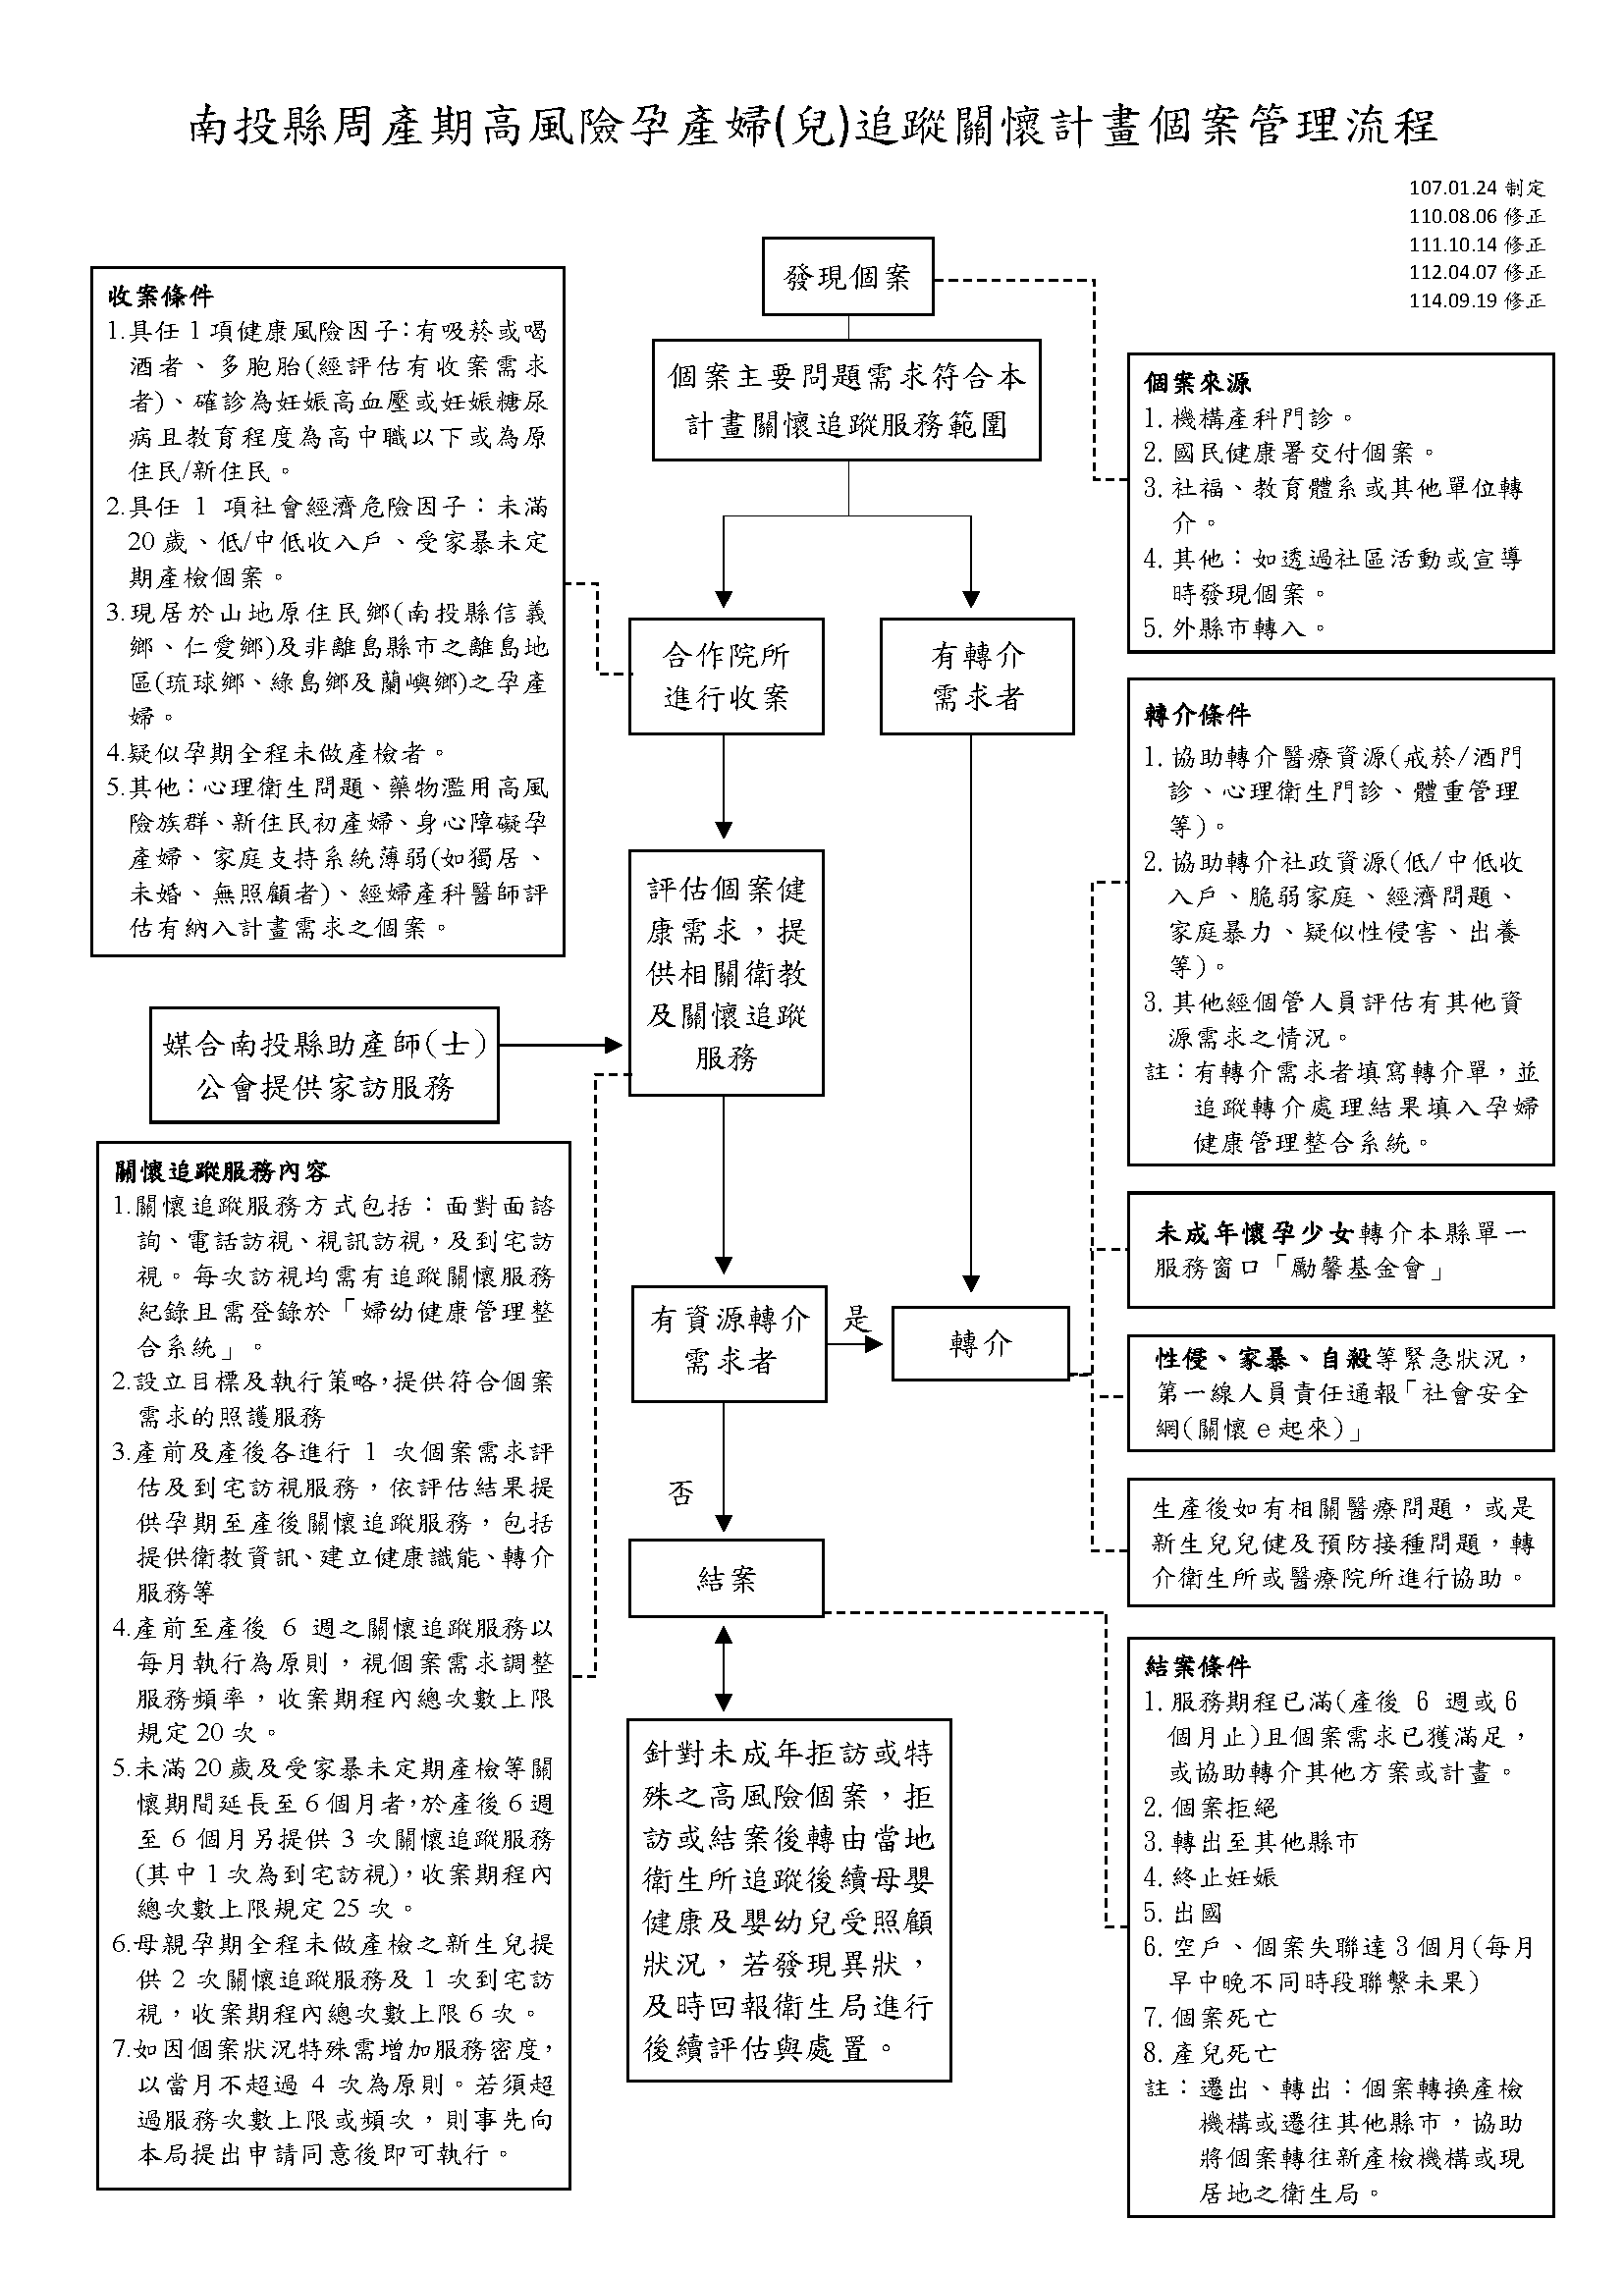 南投縣周產期高風險孕產婦(兒)追蹤關懷計畫個案管理流程
107.01.24 制定
110.08.06 修正
111.10.14 修正
112.04.07 修正
114.09.19 修正
發現個案
個案主要問題需求符合本
計畫關懷追蹤服務範圍
收案條件
1.具任 1 項健康風險因子：有吸菸或喝
酒者、多胞胎(經評估有收案需求
者)、確診為妊娠高血壓或妊娠糖尿
病且教育程度為高中職以下或為原
住民/新住民。
2.具任 1 項社會經濟危險因子：未滿
20 歲、低/中低收入戶、受家暴未定
期產檢個案。
3.現居於山地原住民鄉(南投縣信義
鄉、仁愛鄉)及非離島縣市之離島地
區(琉球鄉、綠島鄉及蘭嶼鄉)之孕產
婦。
4.疑似孕期全程未做產檢者。
5.其他：心理衛生問題、藥物濫用高風
險族群、新住民初產婦、身心障礙孕
產婦、家庭支持系統薄弱(如獨居、
未婚、無照顧者)、經婦產科醫師評
估有納入計畫需求之個案。
個案來源
1. 機構產科門診。
2. 國民健康署交付個案。
3. 社福、教育體系或其他單位轉
介。
4. 其他：如透過社區活動或宣導
時發現個案。
5. 外縣市轉入。
合作院所
進行收案
有轉介
需求者
轉介條件
1. 協助轉介醫療資源(戒菸/酒門
診、心理衛生門診、體重管理
等)。
2. 協助轉介社政資源(低/中低收
入戶、脆弱家庭、經濟問題、
家庭暴力、疑似性侵害、出養
等)。
3. 其他經個管人員評估有其他資
源需求之情況。
註：有轉介需求者填寫轉介單，並
追蹤轉介處理結果填入孕婦
健康管理整合系統。
評估個案健
康需求，提
供相關衛教
及關懷追蹤
服務
媒合南投縣助產師(士)
公會提供家訪服務
關懷追蹤服務內容
1.關懷追蹤服務方式包括：面對面諮
詢、電話訪視、視訊訪視，及到宅訪
視。每次訪視均需有追蹤關懷服務
紀錄且需登錄於「婦幼健康管理整
合系統」。
2.設立目標及執行策略，提供符合個案
需求的照護服務
3.產前及產後各進行 1 次個案需求評
估及到宅訪視服務，依評估結果提
供孕期至產後關懷追蹤服務，包括
提供衛教資訊、建立健康識能、轉介
服務等
4.產前至產後 6 週之關懷追蹤服務以
每月執行為原則，視個案需求調整
服務頻率，收案期程內總次數上限
規定 20 次。
5.未滿 20 歲及受家暴未定期產檢等關
懷期間延長至 6 個月者，於產後 6 週
至 6 個月另提供 3 次關懷追蹤服務
(其中 1 次為到宅訪視)，收案期程內
總次數上限規定 25 次。
6.母親孕期全程未做產檢之新生兒提
供 2 次關懷追蹤服務及 1 次到宅訪
視，收案期程內總次數上限 6 次。
7.如因個案狀況特殊需增加服務密度，
以當月不超過 4 次為原則。若須超
過服務次數上限或頻次，則事先向
本局提出申請同意後即可執行。
未成年懷孕少女轉介本縣單一
服務窗口「勵馨基金會」
有資源轉介
需求者
是
轉介
性侵、家暴、自殺等緊急狀況，
第一線人員責任通報「社會安全
網(關懷 e 起來)」
否
生產後如有相關醫療問題，或是
新生兒兒健及預防接種問題，轉
介衛生所或醫療院所進行協助。
結案
針對未成年拒訪或特
殊之高風險個案，拒
訪或結案後轉由當地
衛生所追蹤後續母嬰
健康及嬰幼兒受照顧
狀況，若發現異狀，
及時回報衛生局進行
後續評估與處置。
結案條件
1. 服務期程已滿(產後 6 週或 6
個月止)且個案需求已獲滿足，
或協助轉介其他方案或計畫。
2. 個案拒絕
3. 轉出至其他縣市
4. 終止妊娠
5. 出國
6. 空戶、個案失聯達 3 個月(每月
早中晚不同時段聯繫未果)
7. 個案死亡
8. 產兒死亡
註：遷出、轉出：個案轉換產檢
機構或遷往其他縣市，協助
將個案轉往新產檢機構或現
居地之衛生局。